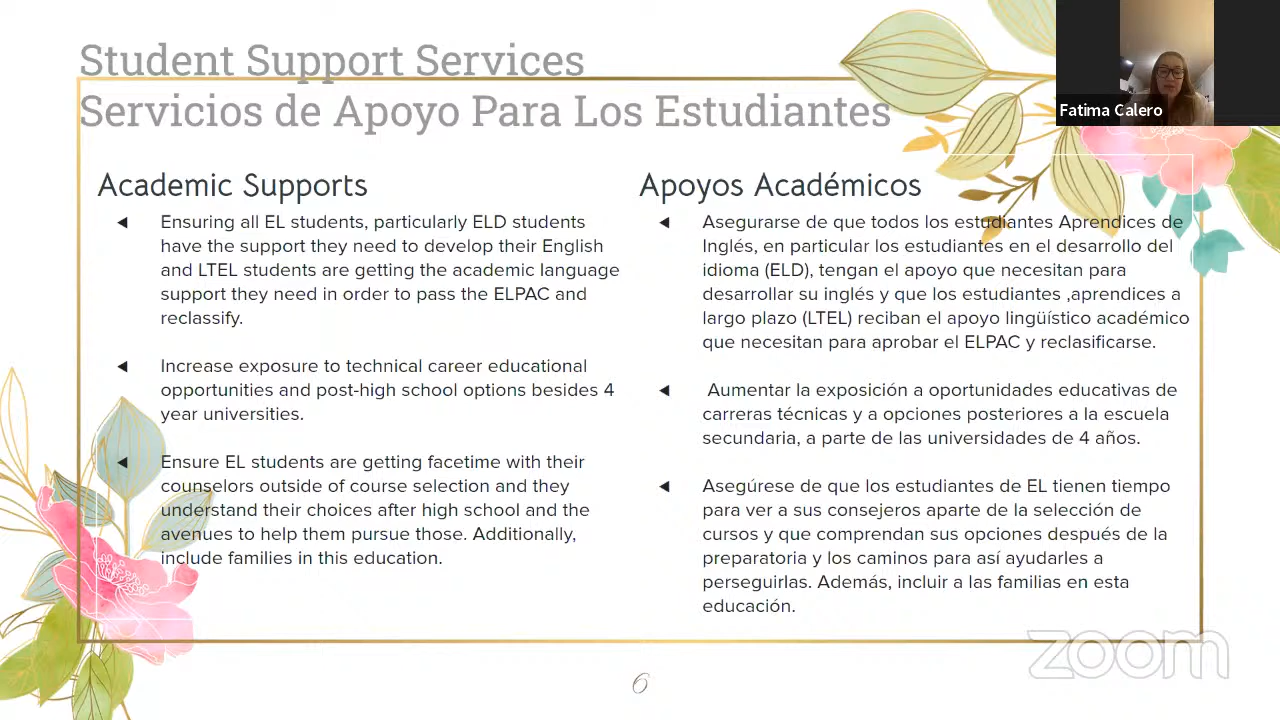 Student Support Services
Servicios de Apoyo Para Los Estudiantes
Fatima Calero
Academic Supports
Ensuring all EL students, particularly ELD students
have the support they need to develop their English
and LTEL students are getting the academic language
support they need in order to pass the ELPAC and
reclassify.
Increase exposure to technical career educational
opportunities and post-high school options besides 4
year universities.
Ensure EL students are getting facetime with their
counselors outside of course selection and they
understand their choices after high school and the
avenues to help them pursue those. Additionally,
include families in this education.
Apoyos Académicos
Asegurarse de que todos los estudiantes Aprendices de
Inglés, en particular los estudiantes en el desarrollo del
idioma (ELD), tengan el apoyo que necesitan para
desarrollar su inglés y que los estudiantes ,aprendices a
largo plazo (LTEL) reciban el apoyo lingüístico académico
que necesitan para aprobar el ELPAC y reclasificarse.
Aumentar la exposición a oportunidades educativas de
carreras técnicas y a opciones posteriores a la escuela
secundaria, a parte de las universidades de 4 años.
Asegúrese de que los estudiantes de EL tienen tiempo
para ver a sus consejeros aparte de la selección de
cursos y que comprendan sus opciones después de la
preparatoria y los caminos para así ayudarles a
perseguirlas. Además, incluir a las familias en esta
educación.
zoom
6